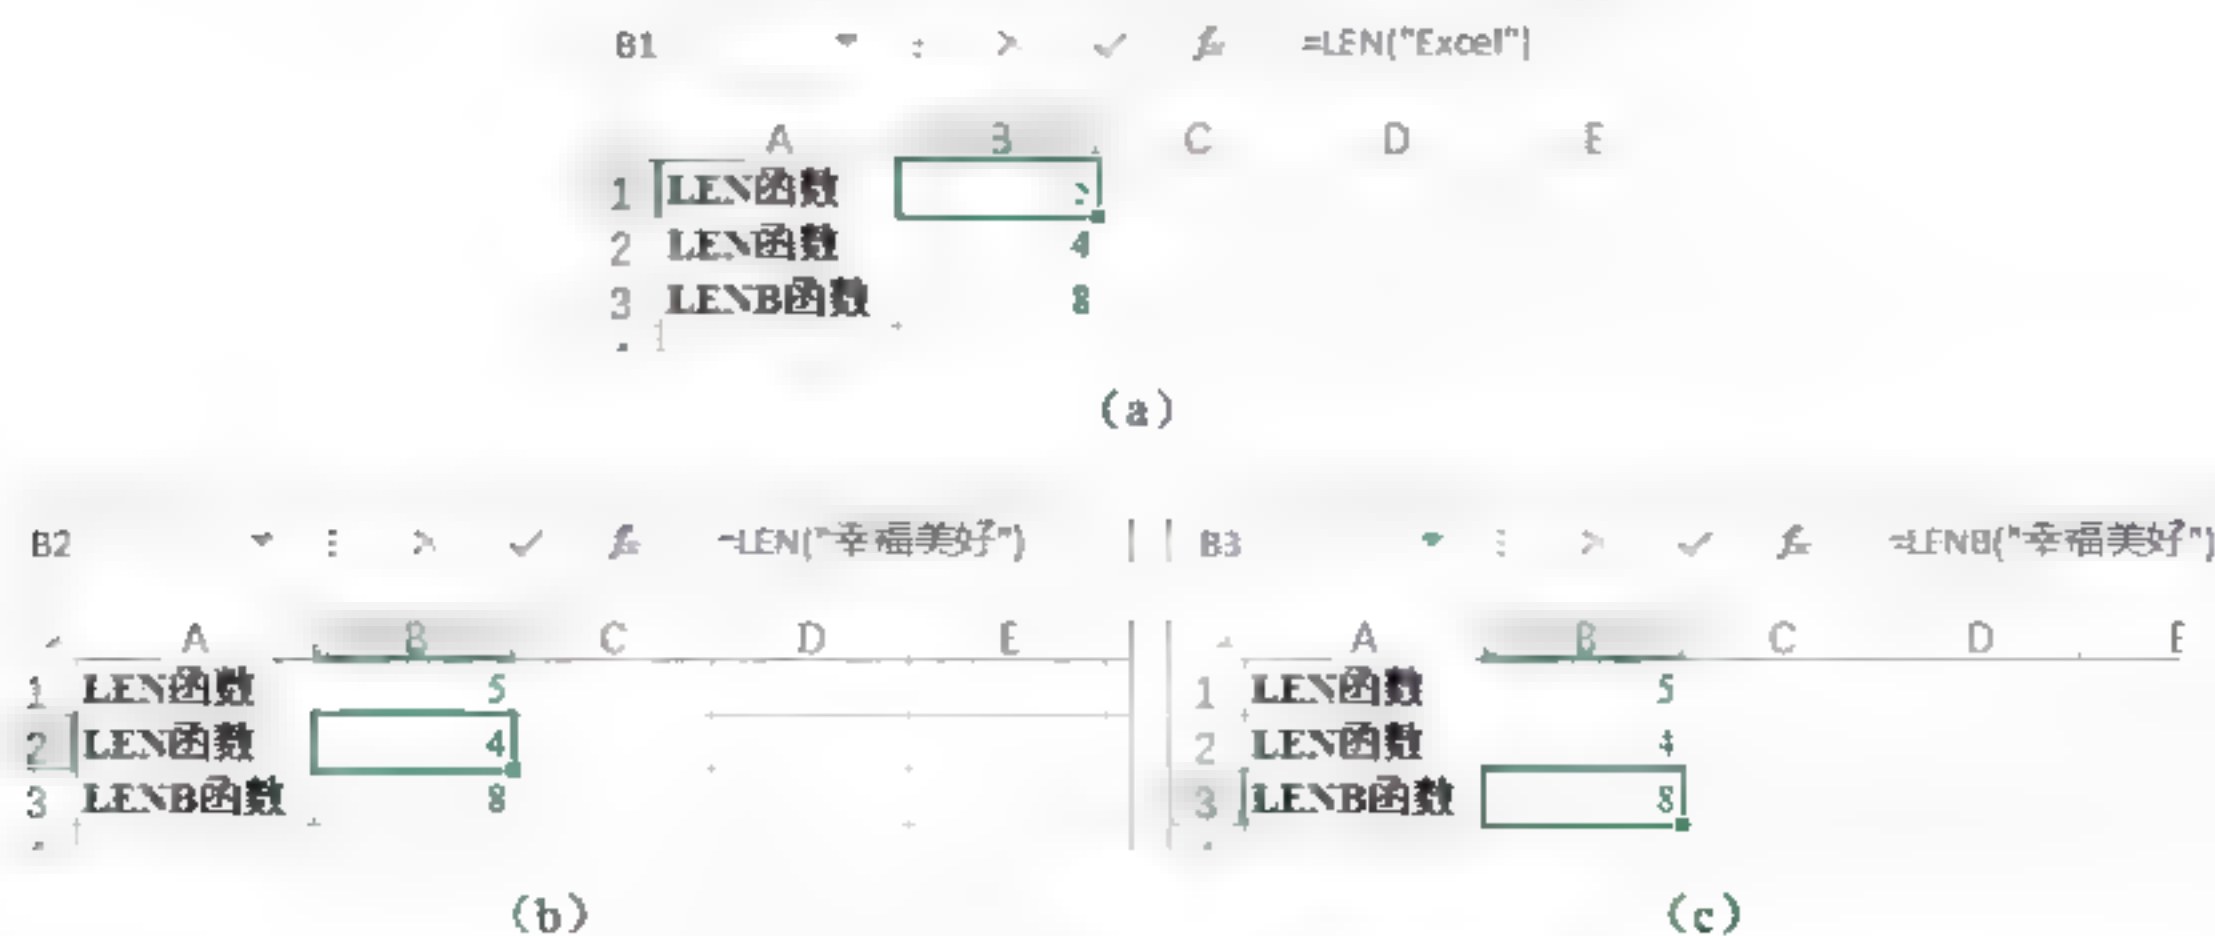 B1 fx =LEN("Excel")
A B C D E
1 LEN函数
2 LEN函数 4
3 LENB函数 8
(a)
B2 fx =LEN("幸福美好")
A B C D E
1 LEN函数 5
2 LEN函数 4
3 LENB函数 8
(b)
B3 fx =LENB("幸福美好")
A B C D E
1 LEN函数 5
2 LEN函数 4
3 LENB函数 8
(c)